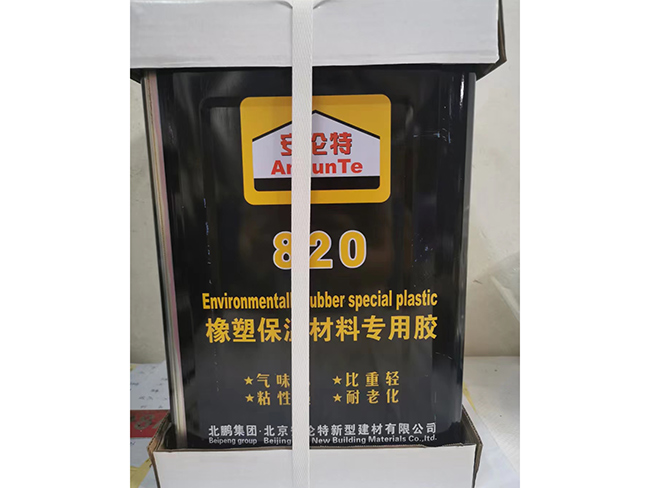 安伦特
820
special plastic
橡塑保 材料专用胶
★气味 ★比重轻
★粘性 ★耐老化
北鹏集团·北京 伦特新型建材有限公司
Beipeng group New Building Materials Co.,ltd.